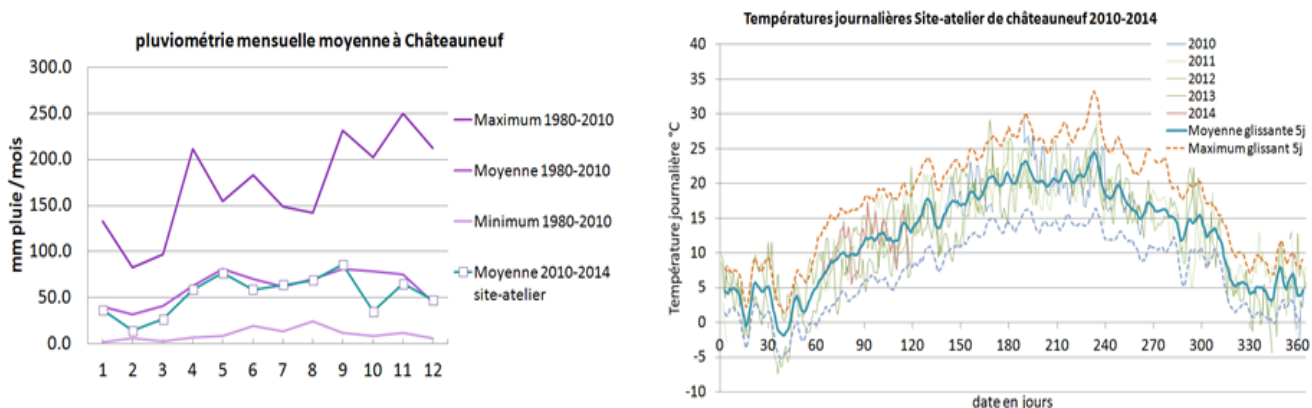 pluviométrie mensuelle moyenne à Châteauneuf
mm pluie /mois
300.0
250.0
200.0
150.0
100.0
50.0
0.0
1 2 3 4 5 6 7 8 9 10 11 12
Maximum 1980-2010
Moyenne 1980-2010
Minimum 1980-2010
Moyenne 2010-2014
site-atelier
Températures journalières Site-atelier de châteauneuf 2010-2014
Température journalière °C
40
35
30
25
20
15
10
5
0
-5
-10
0 30 60 90 120 150 180 210 240 270 300 330 360
date en jours
2010
2011
2012
2013
2014
Moyenne glissante 5j
Maximum glissant 5j